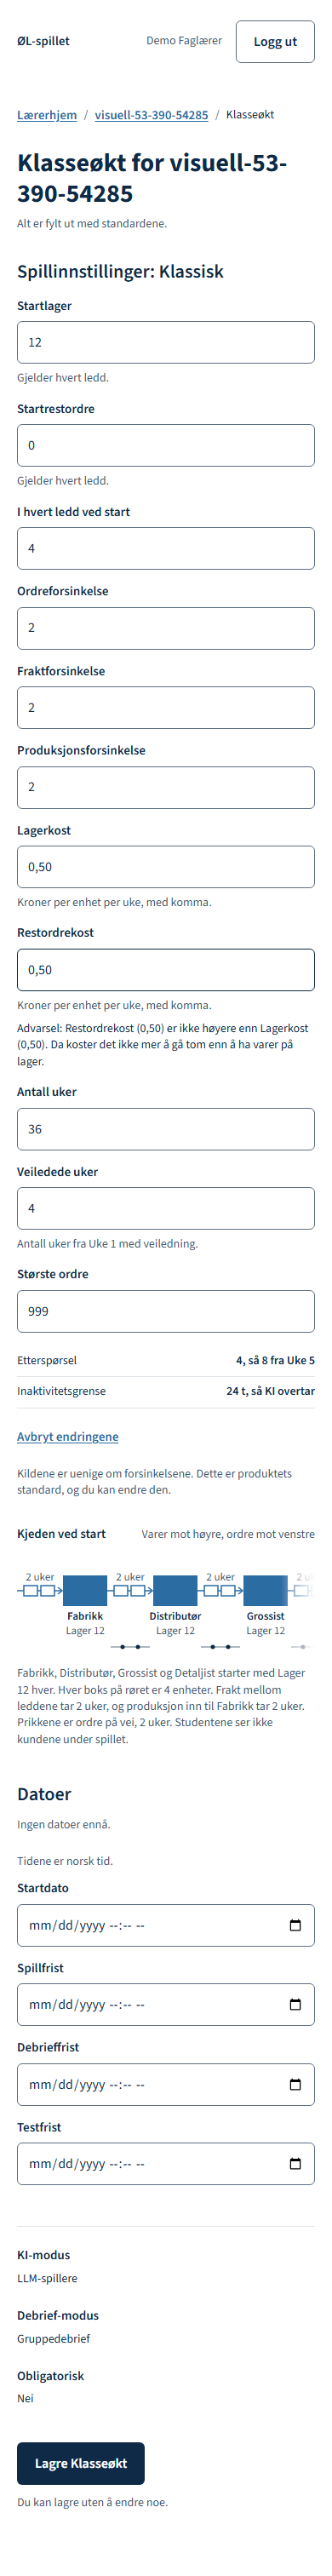 ØL-spillet
Demo Faglærer
Logg ut
Lærerhjem / visuell-53-390-54285 / Klasseøkt
Klasseøkt for visuell-53-
390-54285
Alt er fylt ut med standardene.
Spillinnstillinger: Klassisk
Startlager
12
Gjelder hvert ledd.
Startrestordre
0
Gjelder hvert ledd.
I hvert ledd ved start
4
Ordreforsinkelse
2
Fraktforsinkelse
2
Produksjonsforsinkelse
2
Lagerkost
0,50
Kroner per enhet per uke, med komma.
Restordrekost
0,50
Kroner per enhet per uke, med komma.
Advarsel: Restordrekost (0,50) er ikke høyere enn Lagerkost
(0,50). Da koster det ikke mer å gå tom enn å ha varer på
lager.
Antall uker
36
Veiledede uker
4
Antall uker fra Uke 1 med veiledning.
Største ordre
999
Etterspørsel 4, så 8 fra Uke 5
Inaktivitetsgrense 24 t, så KI overtar
Avbryt endringene
Kildene er uenige om forsinkelsene. Dette er produktets
standard, og du kan endre den.
Kjeden ved start Varer mot høyre, ordre mot venstre
2 uker 2 uker 2 uker
Fabrikk Distributør Grossist
Lager 12 Lager 12 Lager 12
Fabrikk, Distributør, Grossist og Detaljist starter med Lager
12 hver. Hver boks på røret er 4 enheter. Frakt mellom
leddene tar 2 uker, og produksjon inn til Fabrikk tar 2 uker.
Prikkene er ordre på vei, 2 uker. Studentene ser ikke
kundene under spillet.
Datoer
Ingen datoer ennå.
Tidene er norsk tid.
Startdato
mm/dd/yyyy --:-- --
Spillfrist
mm/dd/yyyy --:-- --
Debrieffrist
mm/dd/yyyy --:-- --
Testfrist
mm/dd/yyyy --:-- --
KI-modus
LLM-spillere
Debrief-modus
Gruppedebrief
Obligatorisk
Nei
Lagre Klasseøkt
Du kan lagre uten å endre noe.